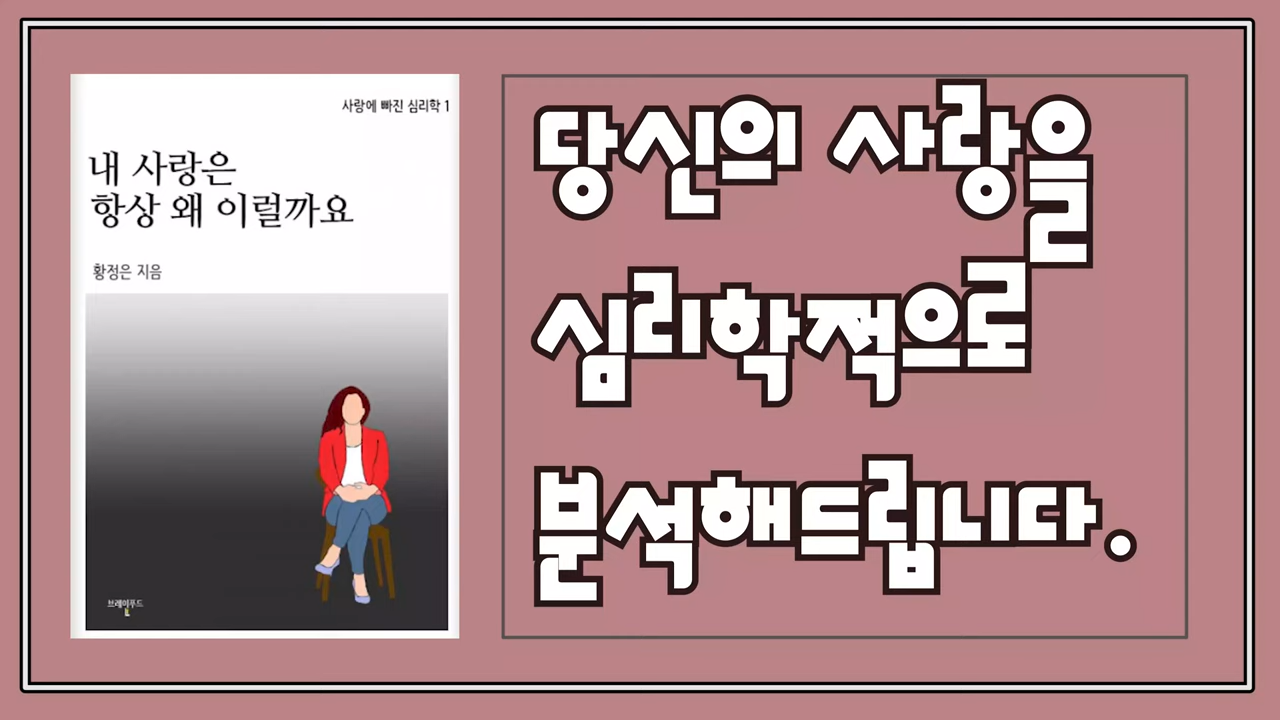 사랑에 빠진 심리학 1
내 사랑은
항상 왜 이럴까요
황정은 지음
브레인푸드
당신의 사랑을
심리학적으로
분석해드립니다.